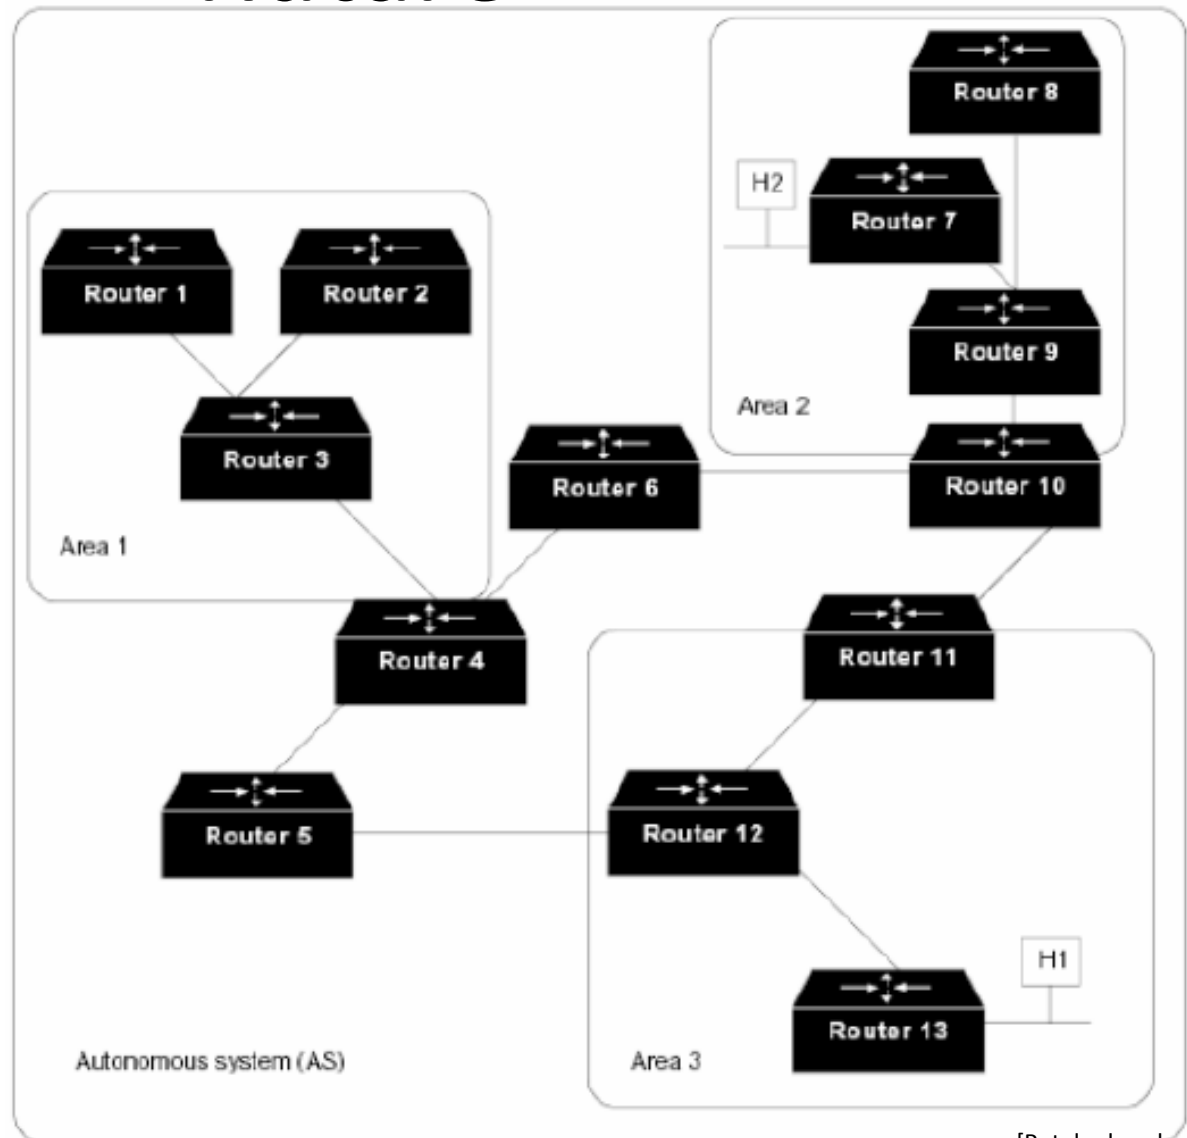 Router 8
H2
Router 7
Router 1
Router 2
Router 9
Area 2
Router 3
Router 6
Router 10
Area 1
Router 4
Router 11
Router 5
Router 12
H1
Router 13
Autonomous system (AS)
Area 3